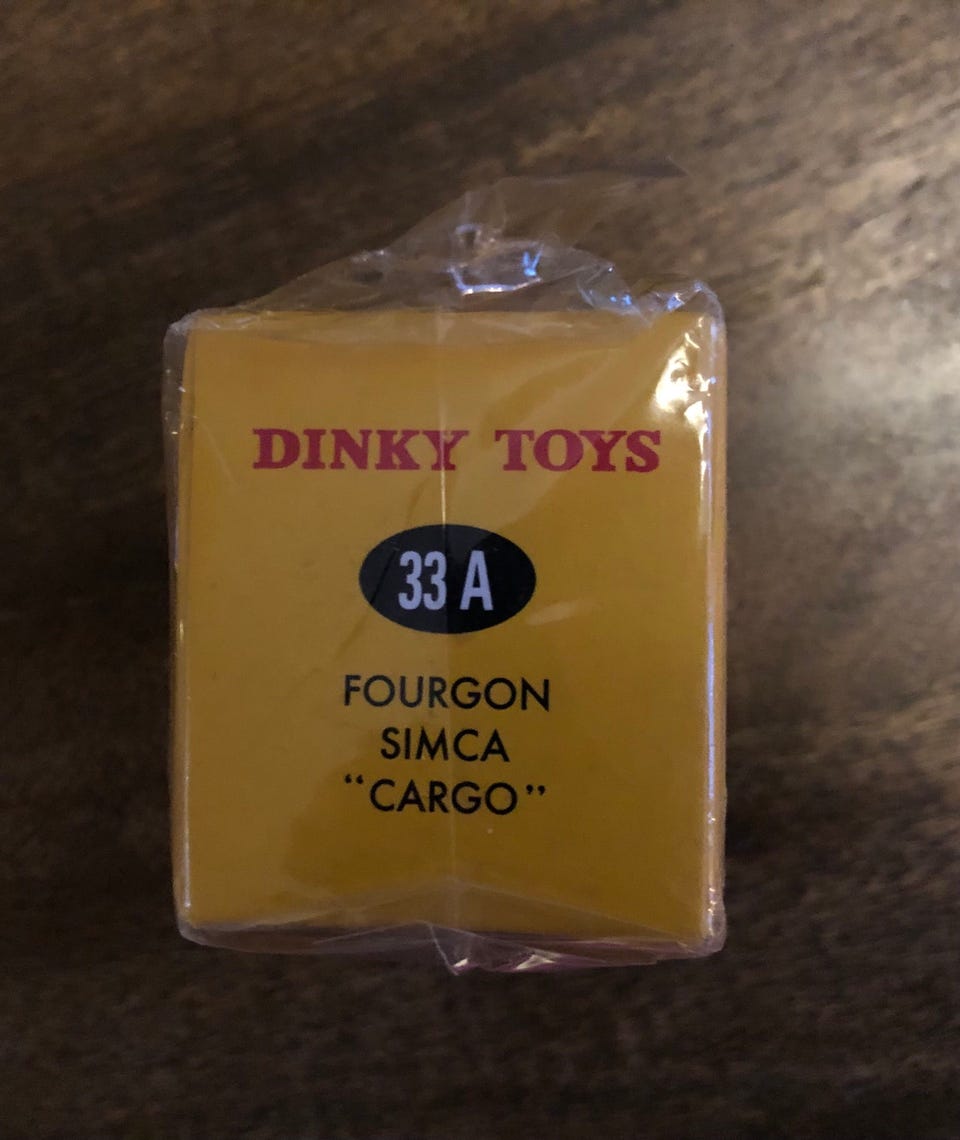 DINKY TOYS
33 A
FOURGON
SIMCA
“CARGO”